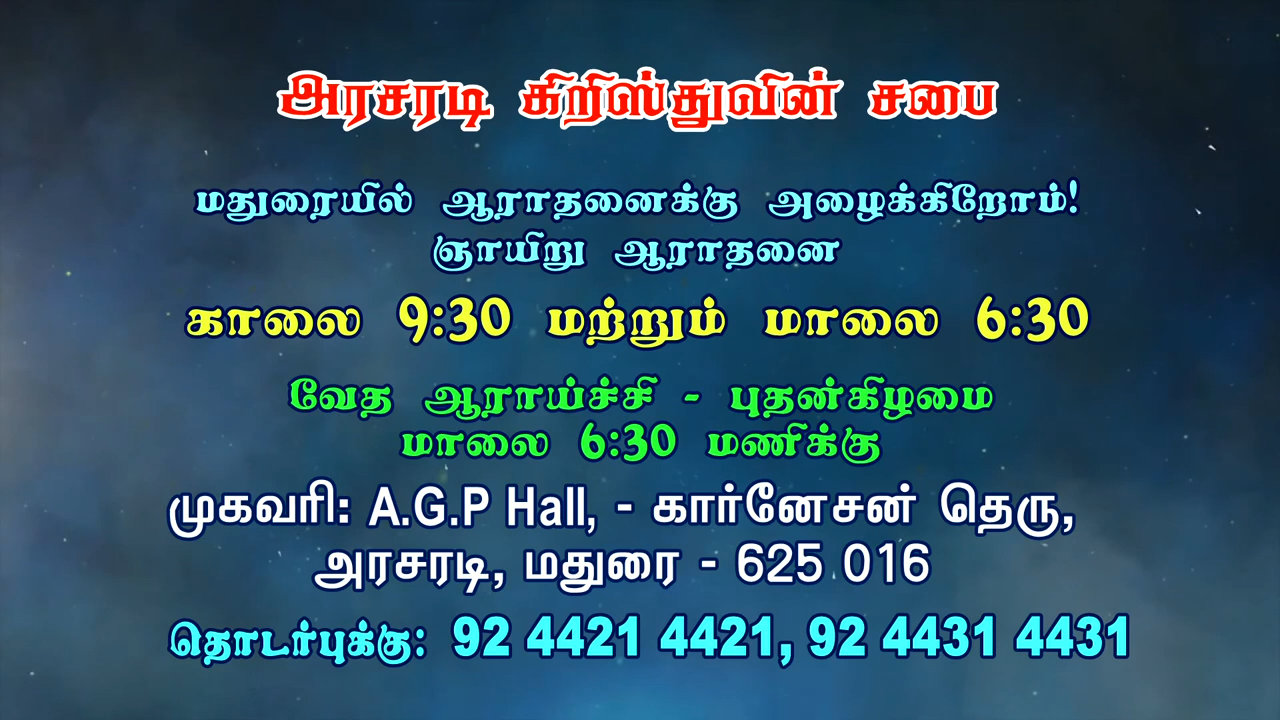 அரசரடி கிறிஸ்துவின் சபை
மதுரையில் ஆராதனைக்கு அழைக்கிறோம்!
ஞாயிறு ஆராதனை
காலை 9:30 மற்றும் மாலை 6:30
வேத ஆராய்ச்சி - புதன்கிழமை
மாலை 6:30 மணிக்கு
முகவரி: A.G.P Hall, - கார்னேசன் தெரு,
அரசரடி, மதுரை - 625 016
தொடர்புக்கு: 92 4421 4421, 92 4431 4431